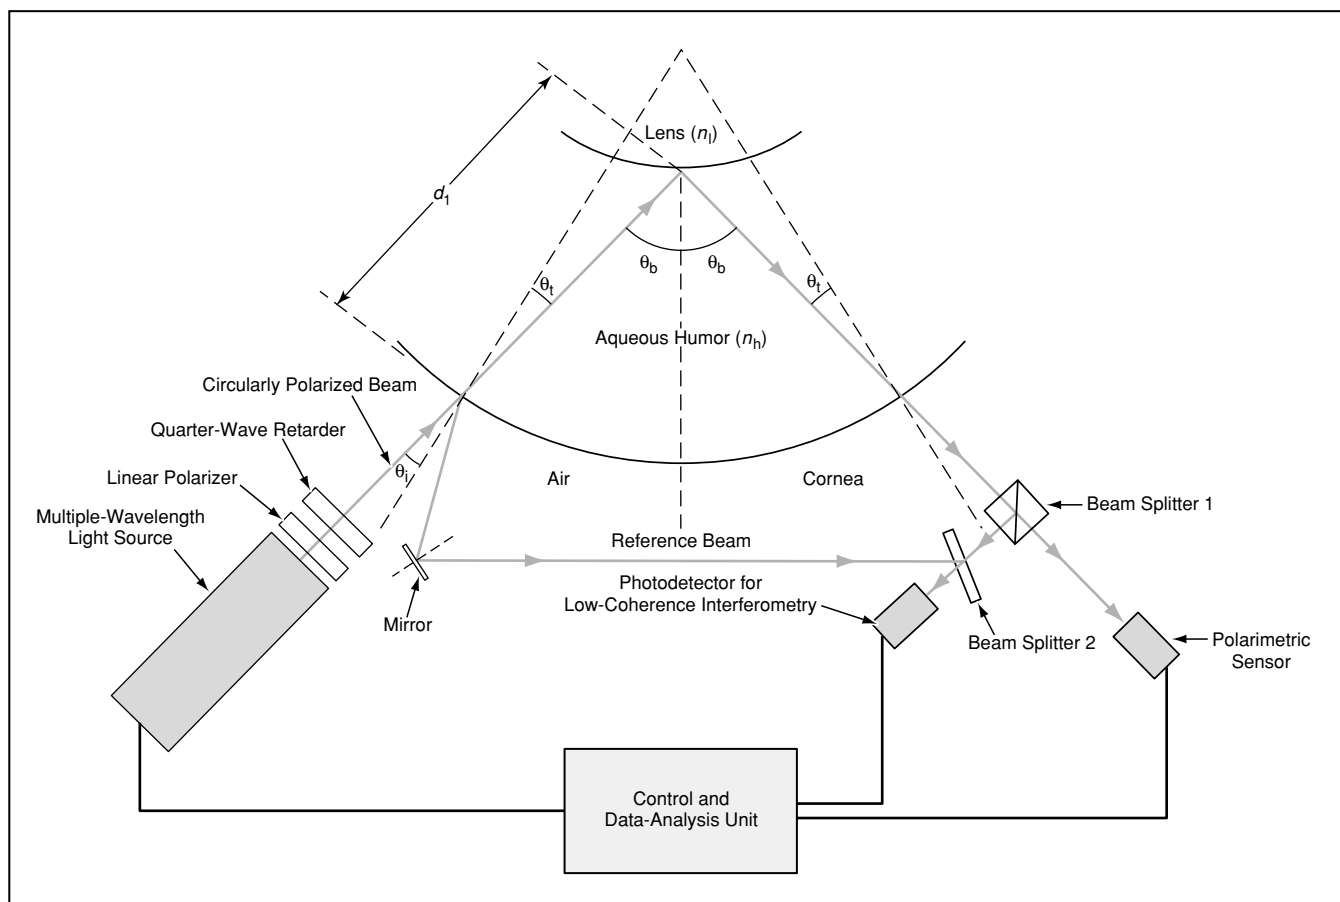 Lens (nl)
d1
θb
θb
θt
θt
Aqueous Humor (nh)
Circularly Polarized Beam
Quarter-Wave Retarder
θi
Linear Polarizer
Air
Cornea
Multiple-Wavelength
Light Source
Beam Splitter 1
Reference Beam
Photodetector for
Low-Coherence Interferometry
Mirror
Beam Splitter 2
Polarimetric
Sensor
Control and
Data-Analysis Unit